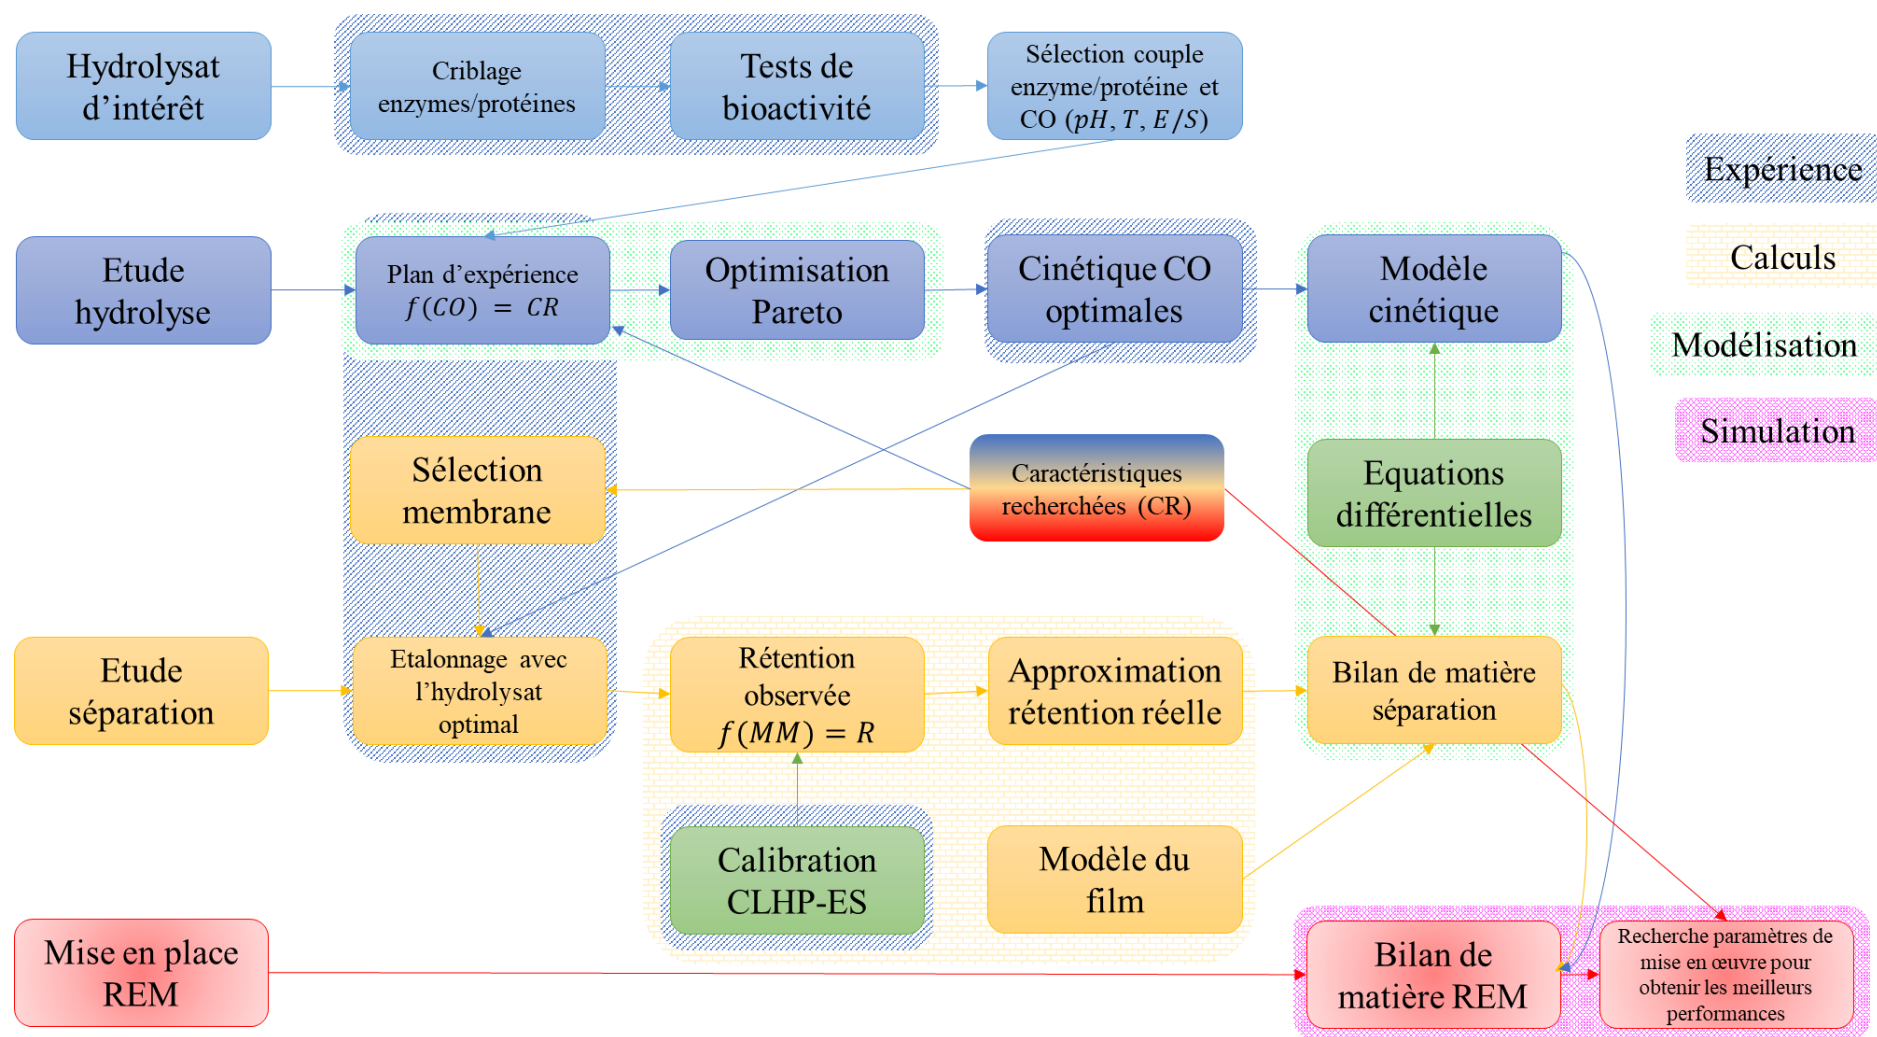 Hydrolysat
d’intérêt
Criblage
enzymes/protéines
Tests de
bioactivité
Sélection couple
enzyme/protéine et
CO (pH, T, E/S)
Expérience
Calculs
Modélisation
Simulation
Etude
hydrolyse
Plan d’expérience
f(CO) = CR
Optimisation
Pareto
Cinétique CO
optimales
Modèle
cinétique
Sélection
membrane
Caractéristiques
recherchées (CR)
Equations
différentielles
Etude
séparation
Etalonnage avec
l’hydrolysat
optimal
Rétention
observée
f(MM) = R
Approximation
rétention réelle
Bilan de matière
séparation
Calibration
CLHP-ES
Modèle du
film
Mise en place
REM
Bilan de
matière REM
Recherche paramètres de
mise en œuvre pour
obtenir les meilleurs
performances